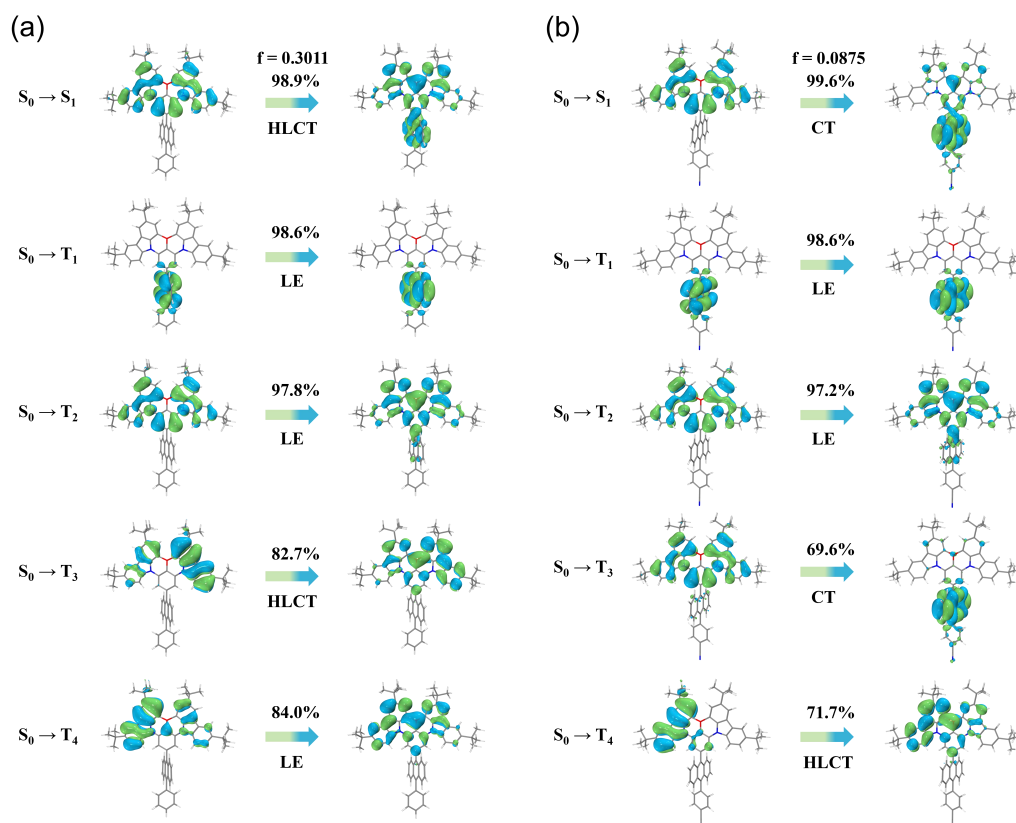 (a)
f = 0.3011
S0 → S1
98.9%
HLCT
S0 → T1
98.6%
LE
S0 → T2
97.8%
LE
S0 → T3
82.7%
HLCT
S0 → T4
84.0%
LE
(b)
f = 0.0875
S0 → S1
99.6%
CT
S0 → T1
98.6%
LE
S0 → T2
97.2%
LE
S0 → T3
69.6%
CT
S0 → T4
71.7%
HLCT